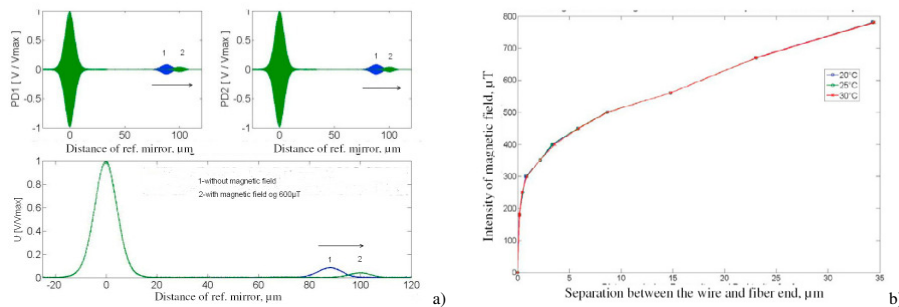 1
0.5
0
-0.5
-1
PD1 [ V / Vmax ]
1 2
0 50 100
Distance of ref. mirror, µm
1
0.5
0
-0.5
-1
PD2 [ V / Vmax ]
1 2
0 50 100
Distance of ref. mirror, µm
1
0.8
0.6
0.4
0.2
0
U [V/Vmax]
1-without magnetic field
2-with magnetic field og 600µT
1 2
-20 0 20 40 60 80 100 120
Distance of ref. mirror, µm
a)
800
700
600
500
400
300
200
100
0
Intensity of magnetic field, µT
20°C
25°C
30°C
0 5 10 15 20 25 30 35
Separation between the wire and fiber end, µm
b)